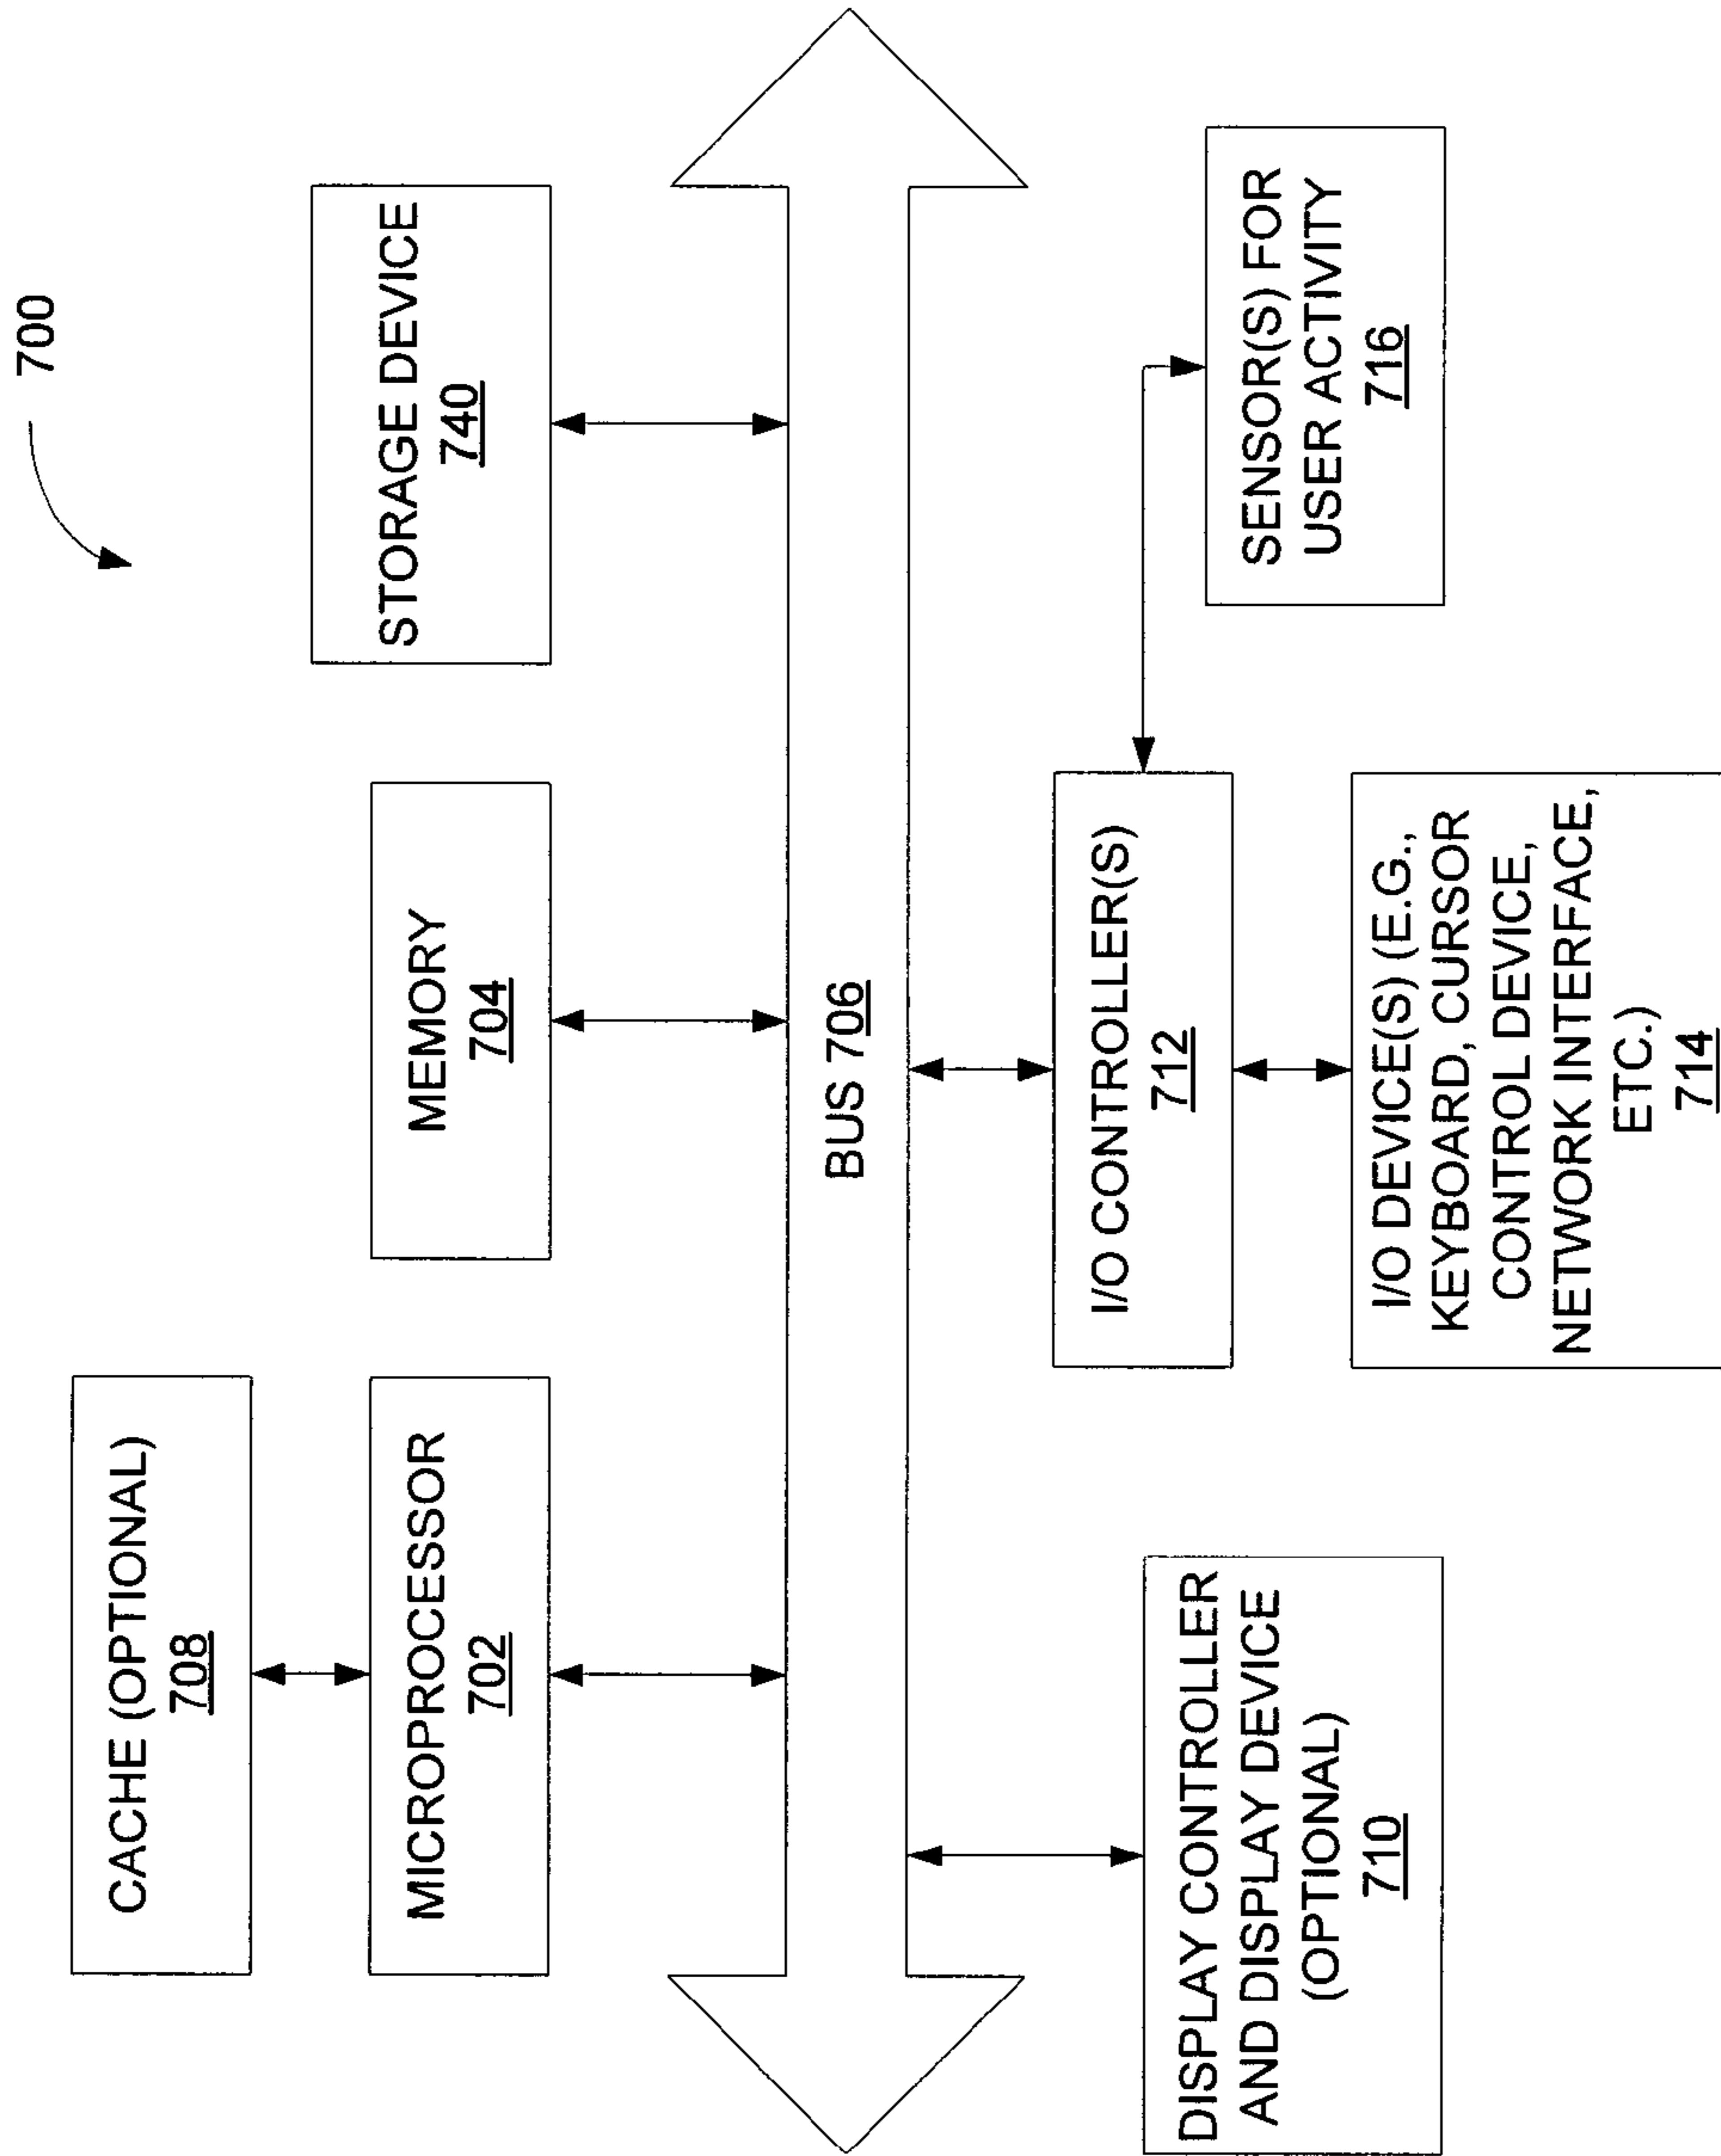 700
CACHE (OPTIONAL)
708
MICROPROCESSOR
702
MEMORY
704
STORAGE DEVICE
740
BUS 706
DISPLAY CONTROLLER
AND DISPLAY DEVICE
(OPTIONAL)
710
I/O CONTROLLER(S)
712
I/O DEVICE(S) (E.G.,
KEYBOARD, CURSOR
CONTROL DEVICE,
NETWORK INTERFACE,
ETC.)
714
SENSOR(S) FOR
USER ACTIVITY
716